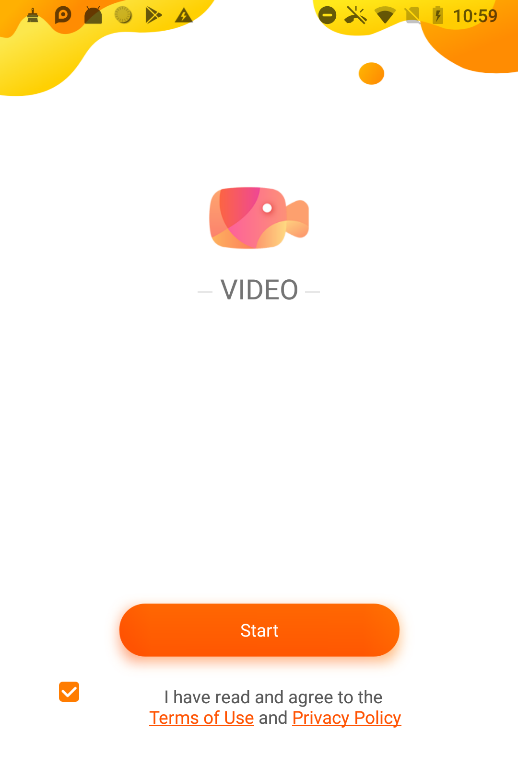 10:59
VIDEO
Start
I have read and agree to the
Terms of Use and Privacy Policy